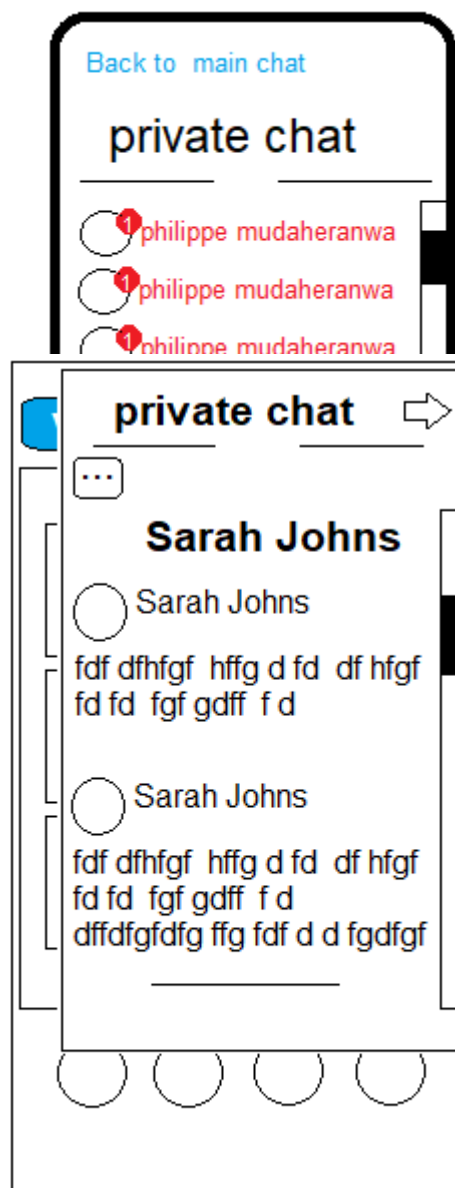 Back to main chat
private chat
1 philippe mudaheranwa
1 philippe mudaheranwa
1 philippe mudaheranwa
private chat
...
Sarah Johns
Sarah Johns
fdf dfhfgf hffg d fd df hfgf
fd fd fgf gdff f d
Sarah Johns
fdf dfhfgf hffg d fd df hfgf
fd fd fgf gdff f d
dffdfgfdfg ffg fdf d d fgdfgf